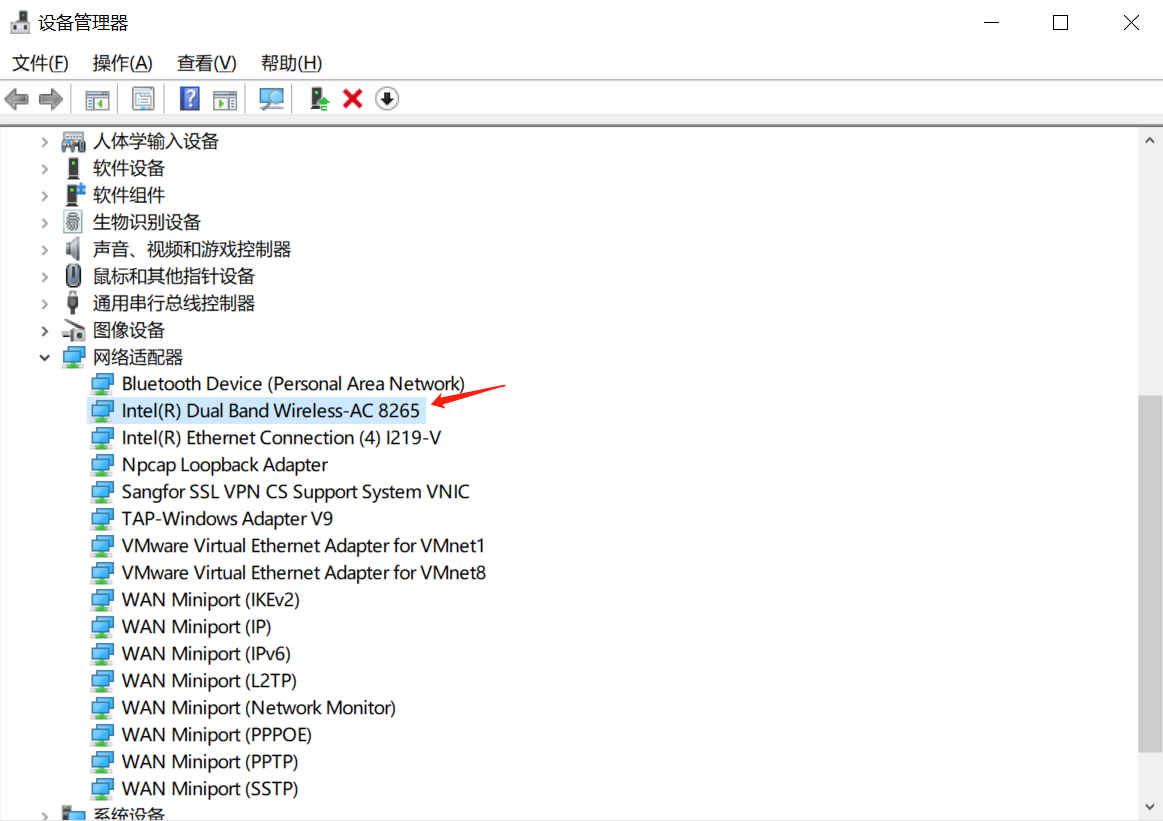 设备管理器
文件(F) 操作(A) 查看(V) 帮助(H)
人体学输入设备
软件设备
软件组件
生物识别设备
声音、视频和游戏控制器
鼠标和其他指针设备
通用串行总线控制器
图像设备
网络适配器
Bluetooth Device (Personal Area Network)
Intel(R) Dual Band Wireless-AC 8265
Intel(R) Ethernet Connection (4) I219-V
Npcap Loopback Adapter
Sangfor SSL VPN CS Support System VNIC
TAP-Windows Adapter V9
VMware Virtual Ethernet Adapter for VMnet1
VMware Virtual Ethernet Adapter for VMnet8
WAN Miniport (IKEv2)
WAN Miniport (IP)
WAN Miniport (IPv6)
WAN Miniport (L2TP)
WAN Miniport (Network Monitor)
WAN Miniport (PPPOE)
WAN Miniport (PPTP)
WAN Miniport (SSTP)
系统设备